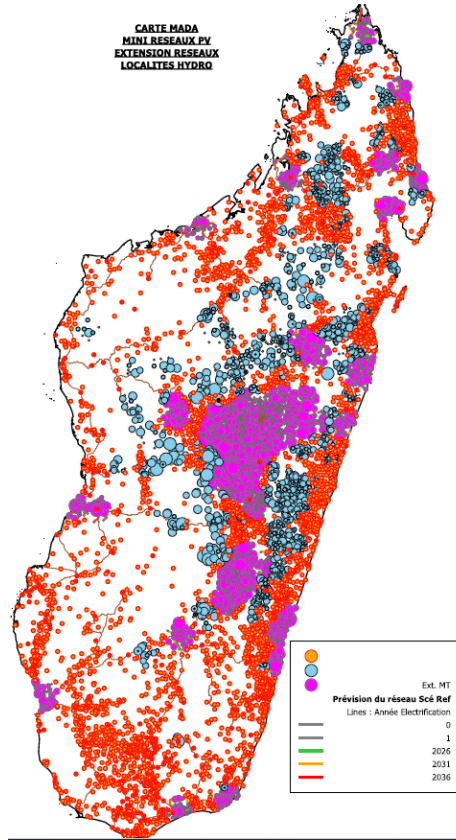 CARTE MADA
MINI RESEAUX PV
EXTENSION RESEAUX
LOCALITES HYDRO
Ext. MT
Prévision du réseau Scé Ref
Lines : Année Electrification
0
1
2026
2031
2036